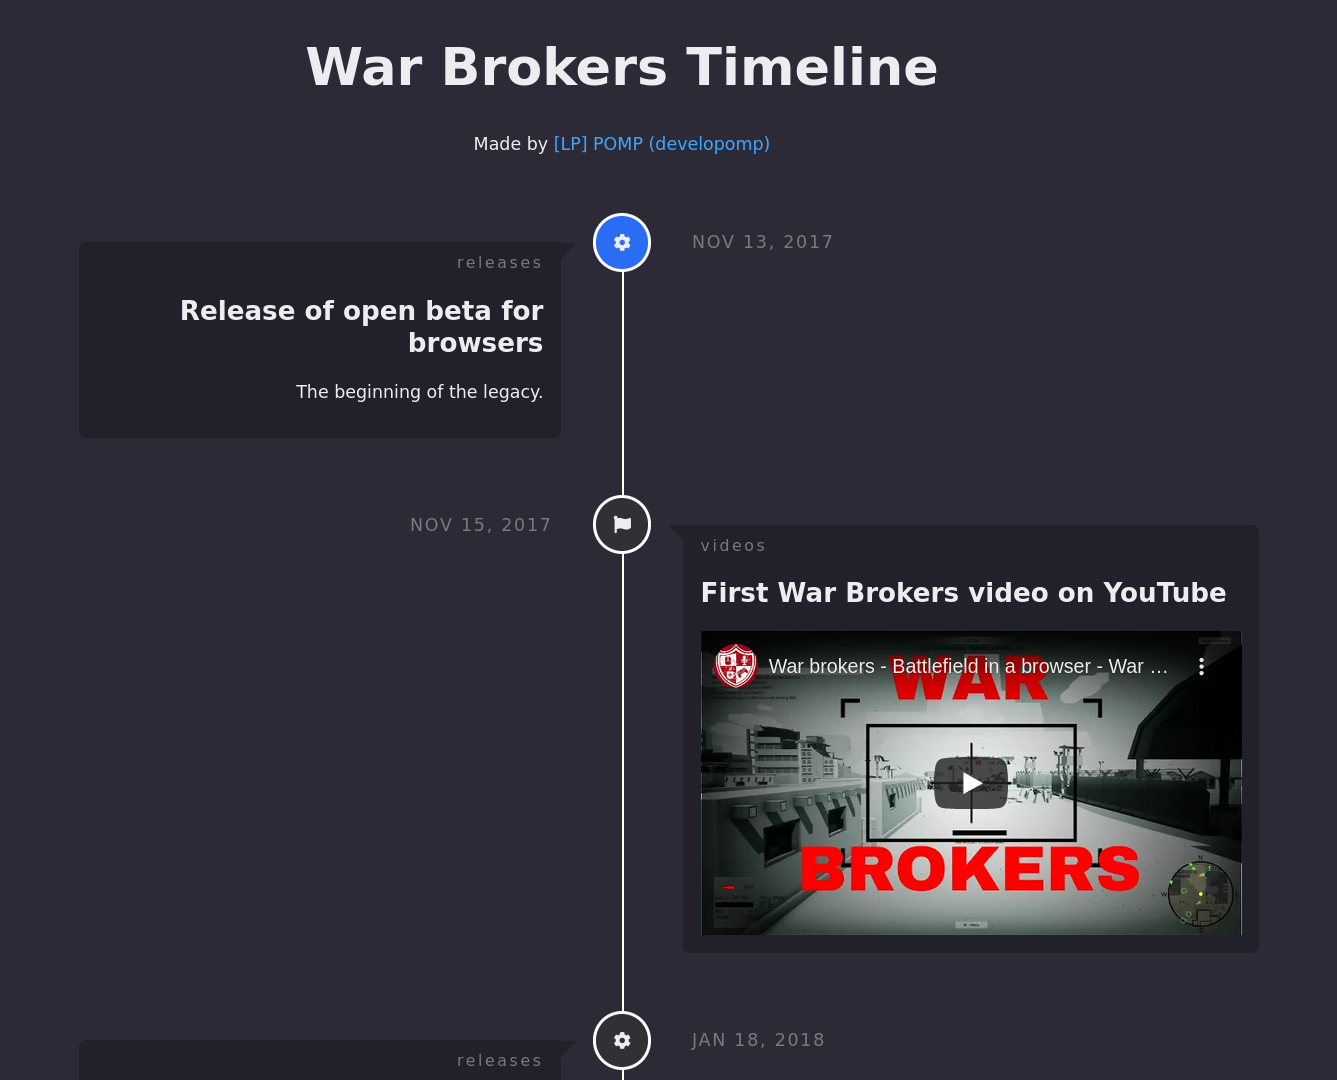 War Brokers Timeline
Made by [LP] POMP (developomp)
NOV 13, 2017
releases
Release of open beta for
browsers
The beginning of the legacy.
NOV 15, 2017
videos
First War Brokers video on YouTube
War brokers - Battlefield in a browser - War …
WAR
BROKERS
N
W
JAN 18, 2018
releases